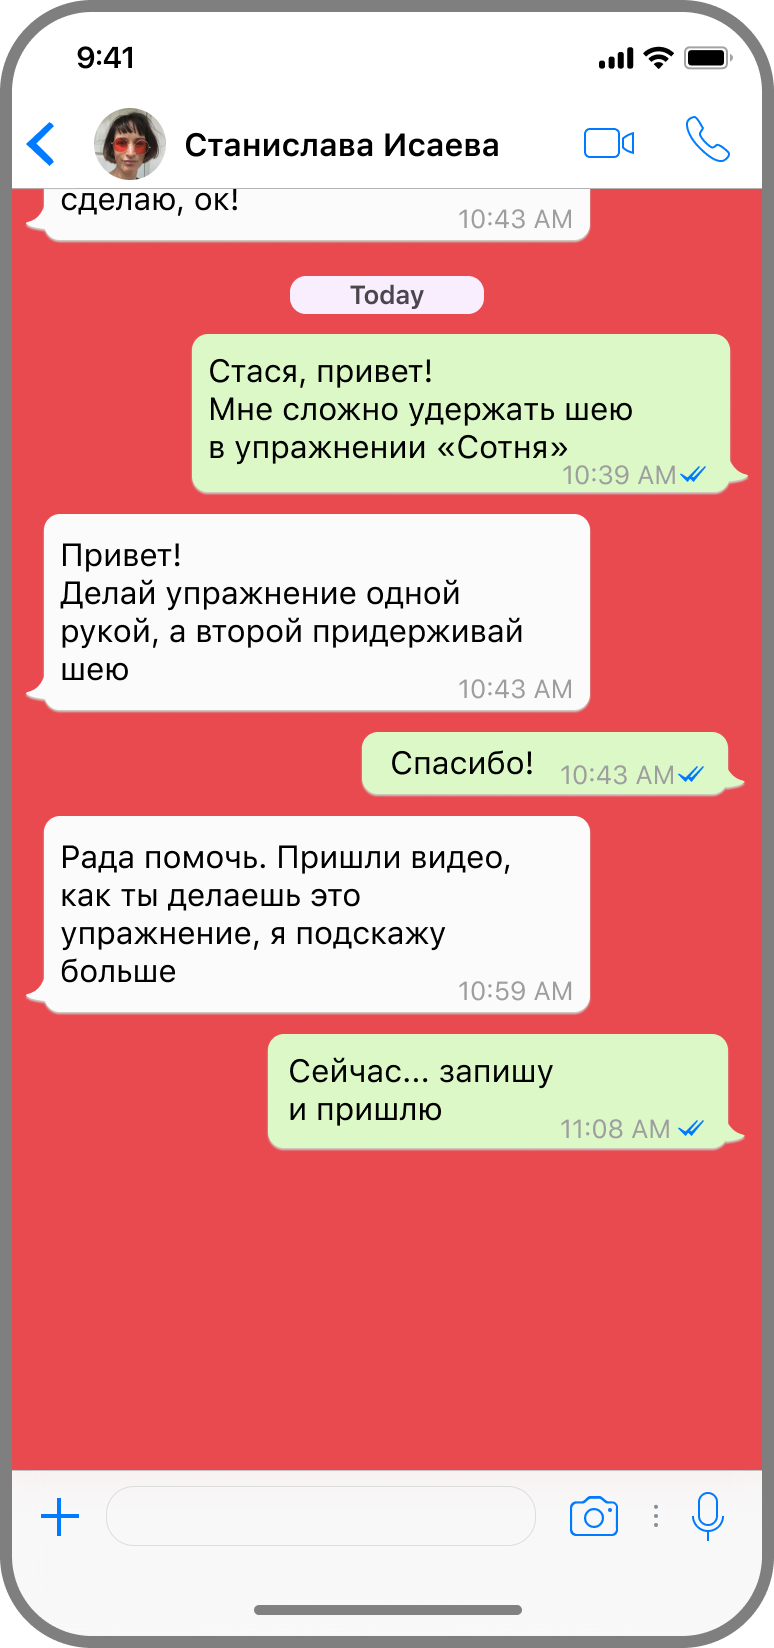 9:41
Станислава Исаева
сделаю, ок!
10:43 AM
Today
Стася, привет!
Мне сложно удержать шею
в упражнении «Сотня»
10:39 AM
Привет!
Делай упражнение одной
рукой, а второй придерживай
шею
10:43 AM
Спасибо!
10:43 AM
Рада помочь. Пришли видео,
как ты делаешь это
упражнение, я подскажу
больше
10:59 AM
Сейчас... запишу
и пришлю
11:08 AM